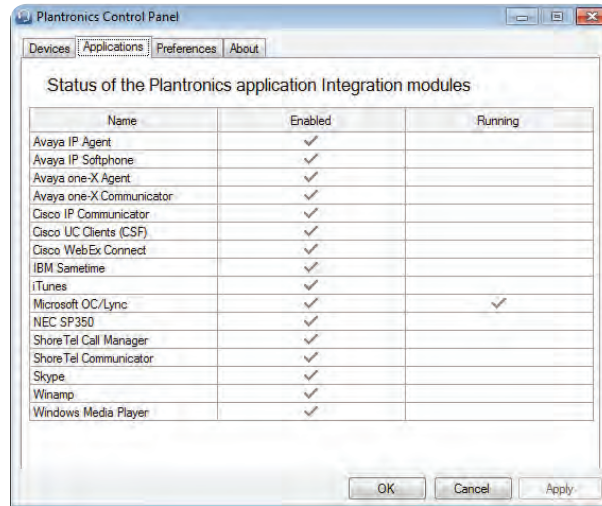 Plantronics Control Panel
Devices Applications Preferences About
Status of the Plantronics application Integration modules
Name Enabled Running
Avaya IP Agent
Avaya IP Softphone
Avaya one-X Agent
Avaya one-X Communicator
Cisco IP Communicator
Cisco UC Clients (CSF)
Cisco WebEx Connect
IBM Sametime
iTunes
Microsoft OC/Lync
NEC SP350
ShoreTel Call Manager
ShoreTel Communicator
Skype
Winamp
Windows Media Player
OK Cancel Apply